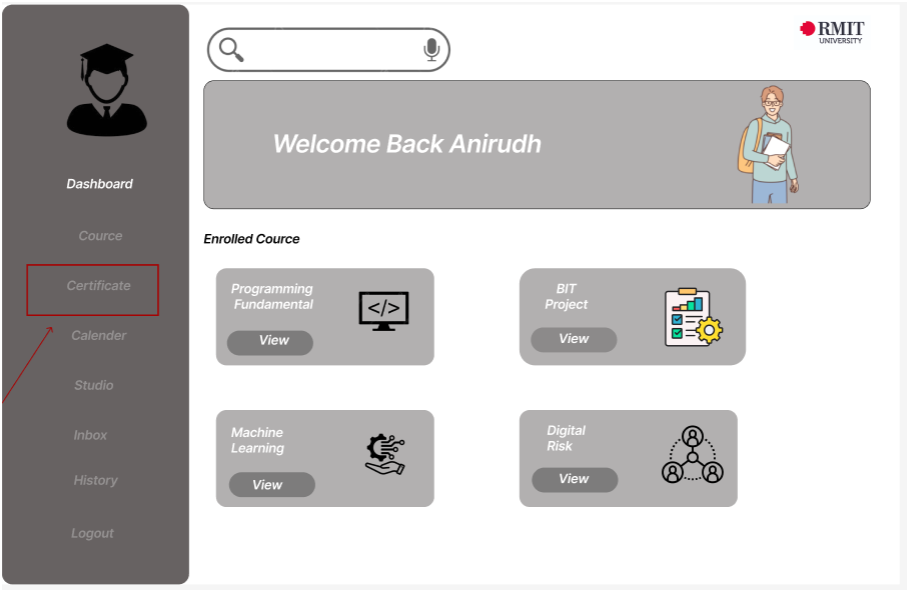 RMIT
UNIVERSITY
Welcome Back Anirudh
Dashboard
Cource
Certificate
Calender
Studio
Inbox
History
Logout
Enrolled Cource
Programming
Fundamental
</>
View
BIT
Project
View
Machine
Learning
View
Digital
Risk
View